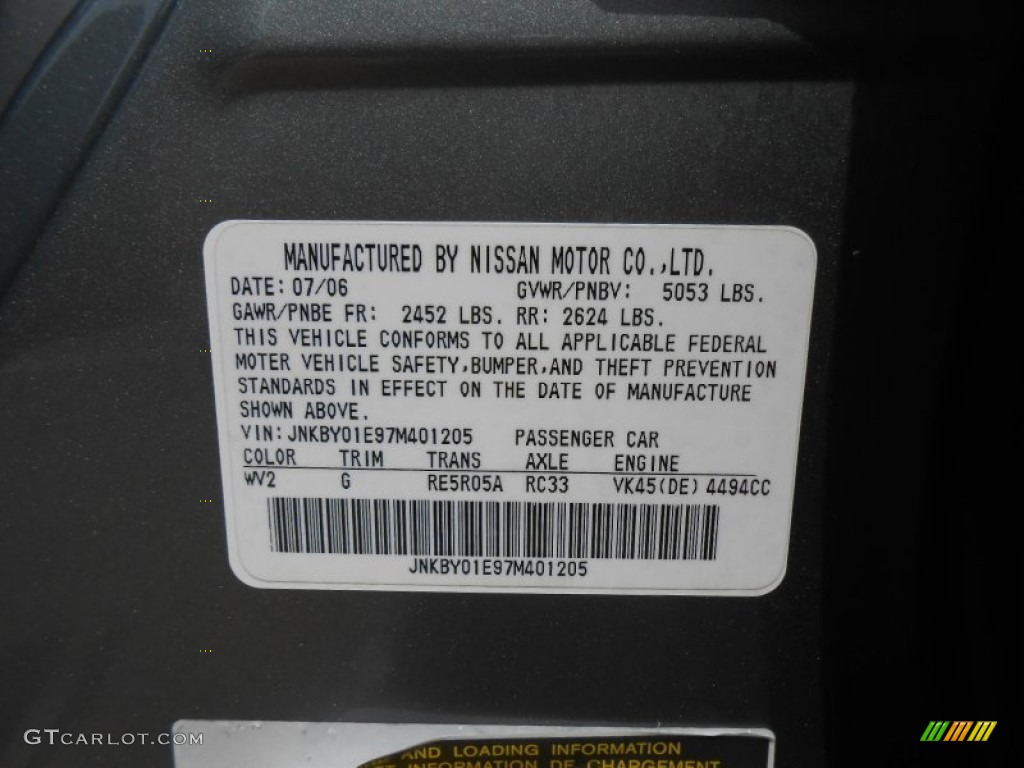 MANUFACTURED BY NISSAN MOTOR CO.,LTD.
DATE: 07/06 GVWR/PNBV: 5053 LBS.
GAWR/PNBE FR: 2452 LBS. RR: 2624 LBS.
THIS VEHICLE CONFORMS TO ALL APPLICABLE FEDERAL
MOTER VEHICLE SAFETY,BUMPER,AND THEFT PREVENTION
STANDARDS IN EFFECT ON THE DATE OF MANUFACTURE
SHOWN ABOVE.
VIN: JNKBY01E97M401205 PASSENGER CAR
COLOR TRIM TRANS AXLE ENGINE
WV2 G RE5R05A RC33 VK45(DE) 4494CC
JNKBY01E97M401205
AND LOADING INFORMATION
INFORMATION DE CHARGEMENT
GTCARLOT.COM